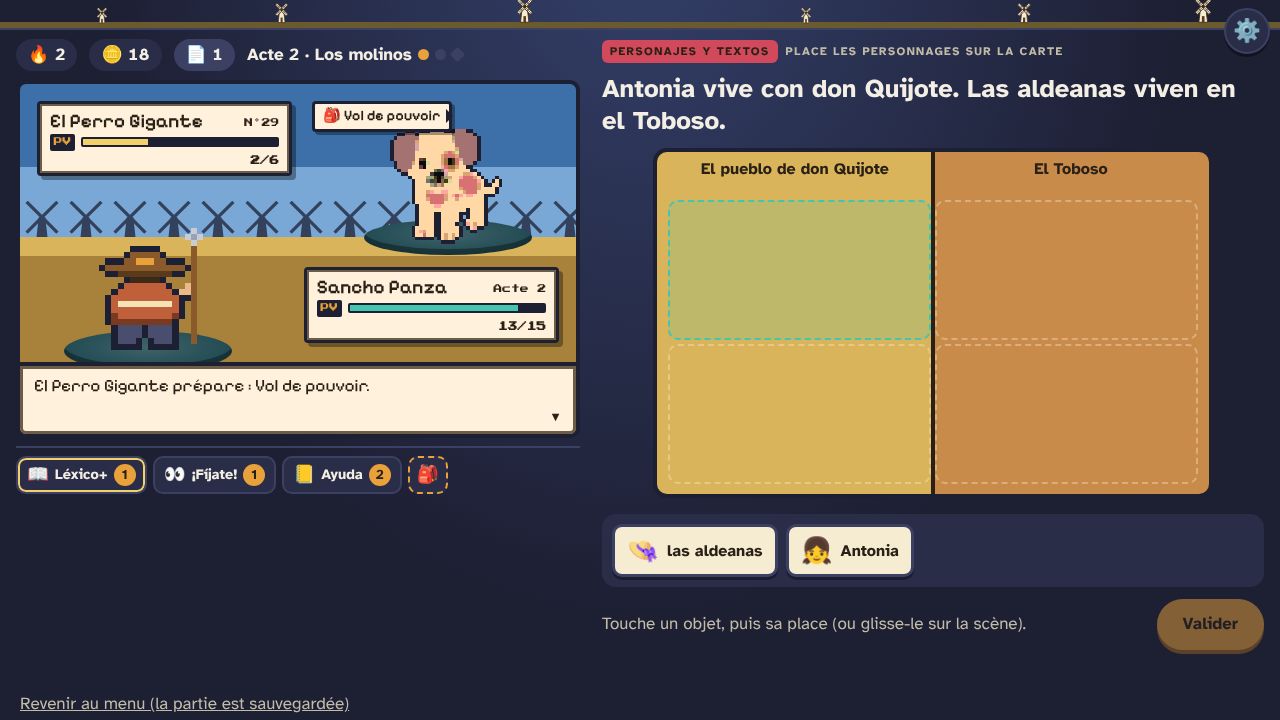 🔥 2 🪙 18 📄 1 Acte 2 · Los molinos
El Perro Gigante N°29
PV
2/6
🎒 Vol de pouvoir
Sancho Panza Acte 2
PV
13/15
El Perro Gigante prépare : Vol de pouvoir.
▼
📖 Léxico+ 1 👀 ¡Fíjate! 1 📒 Ayuda 2 🎒
PERSONAJES Y TEXTOS PLACE LES PERSONNAGES SUR LA CARTE
Antonia vive con don Quijote. Las aldeanas viven en
el Toboso.
El pueblo de don Quijote El Toboso
las aldeanas Antonia
Touche un objet, puis sa place (ou glisse-le sur la scène). Valider
Revenir au menu (la partie est sauvegardée)